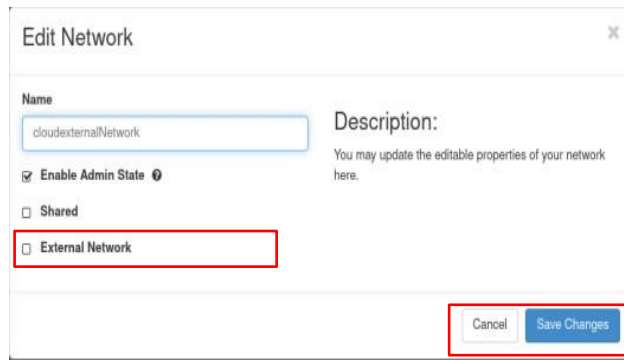 Edit Network
×
Name
cloudexternalNetwork
Enable Admin State
Shared
External Network
Description:
You may update the editable properties of your network
here.
Cancel
Save Changes